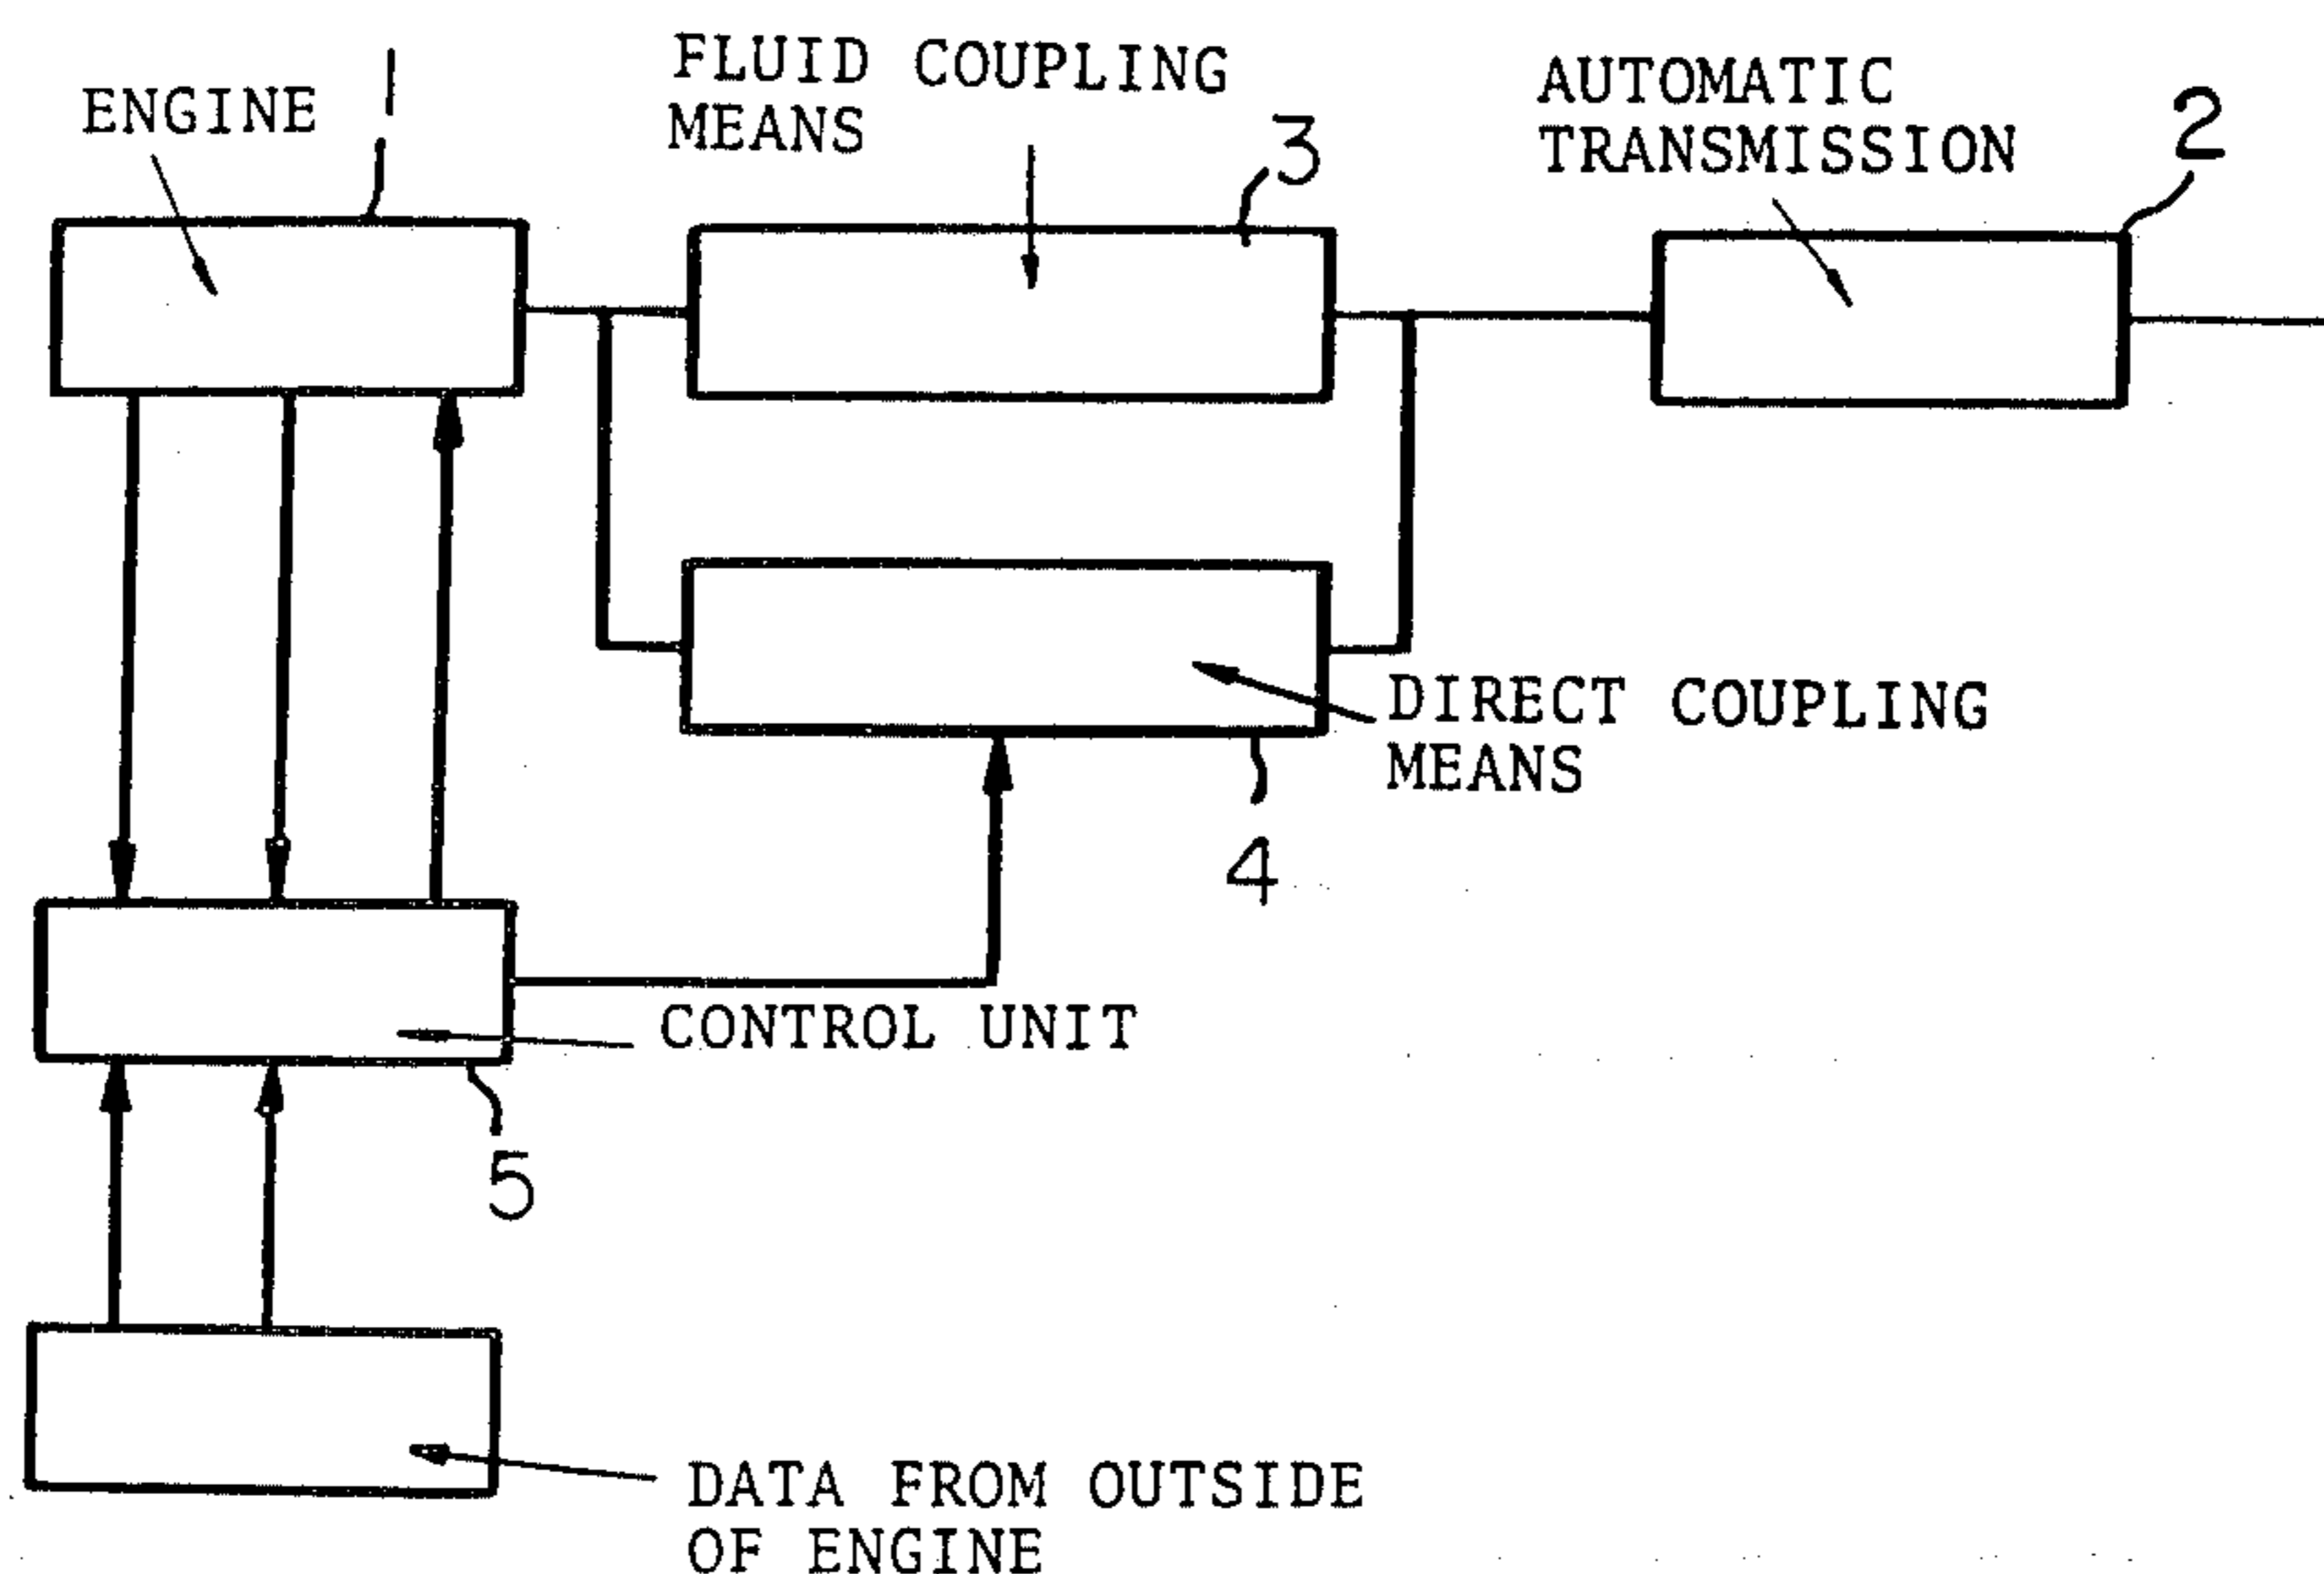 ENGINE
1
FLUID COUPLING
MEANS
3
AUTOMATIC
TRANSMISSION
2
DIRECT COUPLING
MEANS
4
CONTROL UNIT
5
DATA FROM OUTSIDE
OF ENGINE